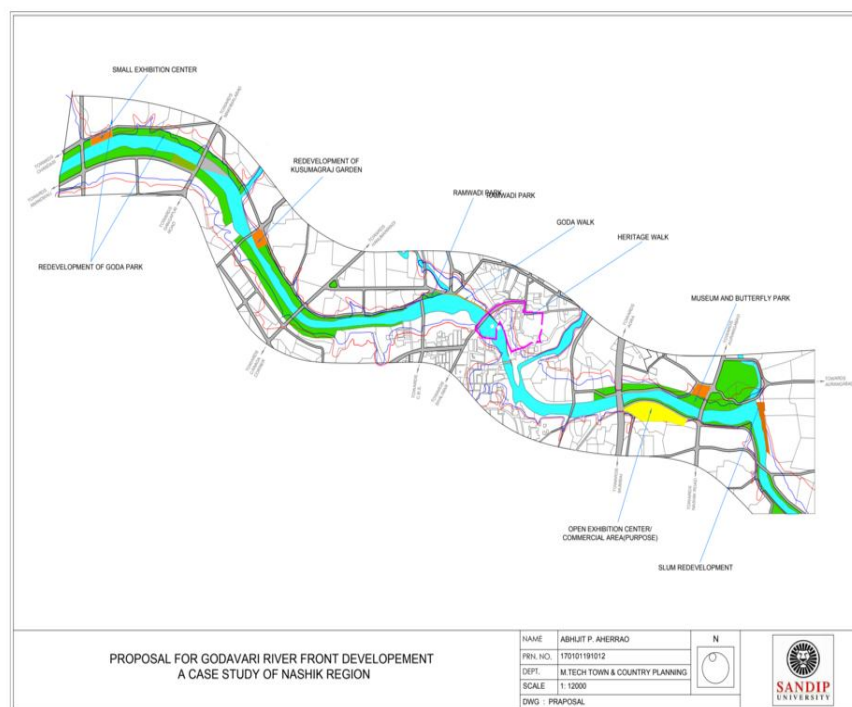 SMALL EXHIBITION CENTER
REDEVELOPMENT OF
KUSUMAGRAJ GARDEN
RAMWADI PARK
RAMWADI PARK
GODA WALK
HERITAGE WALK
MUSEUM AND BUTTERFLY PARK
REDEVELOPMENT OF GODA PARK
OPEN EXHIBITION CENTER/
COMMERCIAL AREA(PURPOSE)
SLUM REDEVELOPMENT
PROPOSAL FOR GODAVARI RIVER FRONT DEVELOPEMENT
A CASE STUDY OF NASHIK REGION
NAME ABHIJIT P. AHERRAO
PRN. NO. 170101191012
DEPT. M.TECH TOWN & COUNTRY PLANNING
SCALE 1: 12000
DWG : PRAPOSAL
N
SANDIP
UNIVERSITY